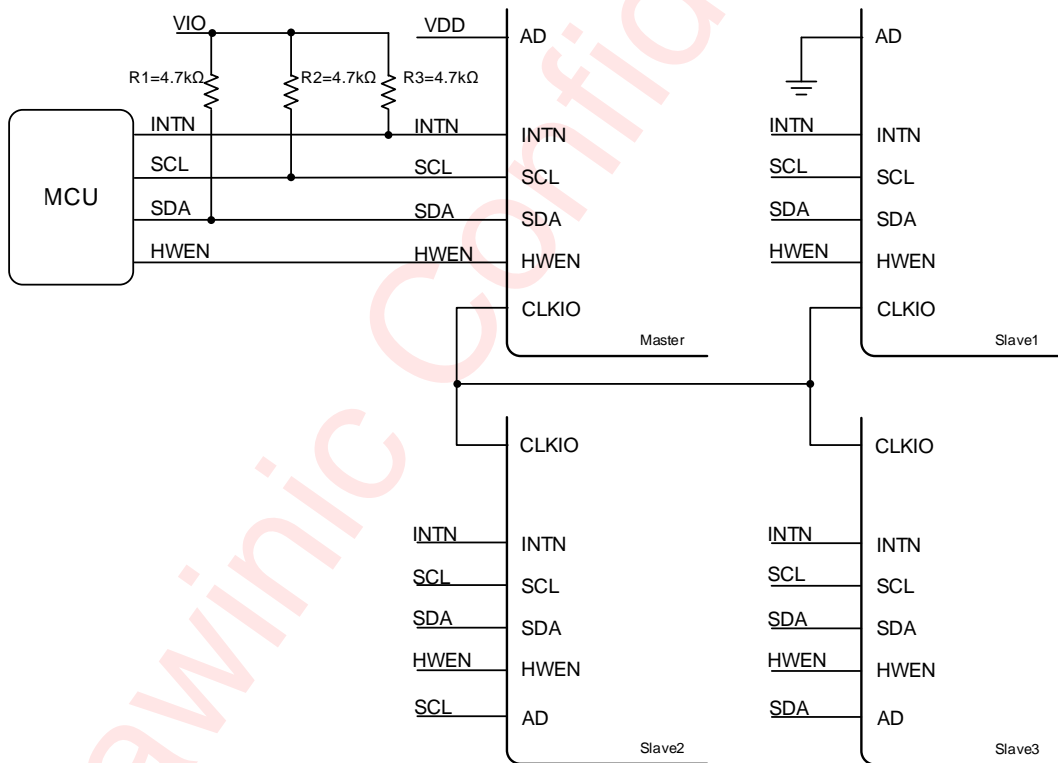 VIO
VDD
AD
AD
R1=4.7kΩ
R2=4.7kΩ
R3=4.7kΩ
MCU
INTN
INTN
INTN
INTN
INTN
SCL
SCL
SCL
SCL
SCL
SDA
SDA
SDA
SDA
SDA
HWEN
HWEN
HWEN
HWEN
HWEN
CLKIO
CLKIO
Master
Slave1
CLKIO
CLKIO
INTN
INTN
INTN
INTN
SCL
SCL
SCL
SCL
SDA
SDA
SDA
SDA
HWEN
HWEN
HWEN
HWEN
SCL
AD
SDA
AD
Slave2
Slave3
awinic Confid